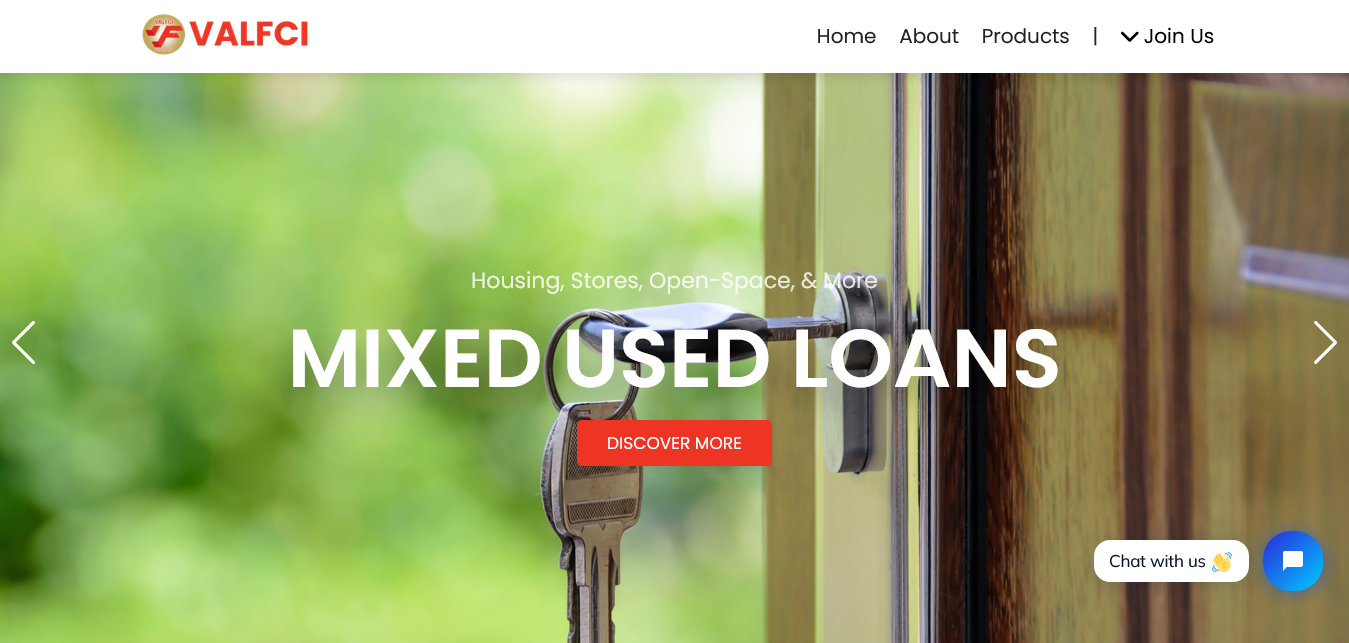 VALFCI
Home About Products | Join Us
Housing, Stores, Open-Space, & More
MIXED USED LOANS
DISCOVER MORE
Chat with us 👋